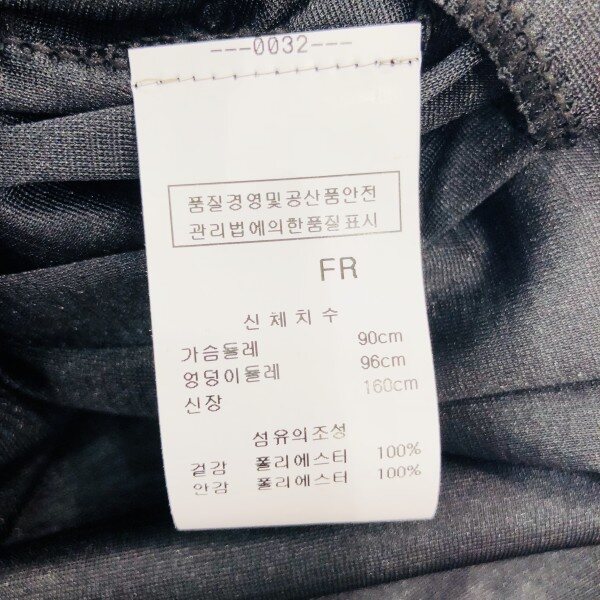 ---0032---
품질경영및공산품안전
관리법에의한품질표시
FR
신체치수
가슴둘레 90cm
엉덩이둘레 96cm
신장 160cm
섬유의조성
겉감 폴리에스터 100%
안감 폴리에스터 100%